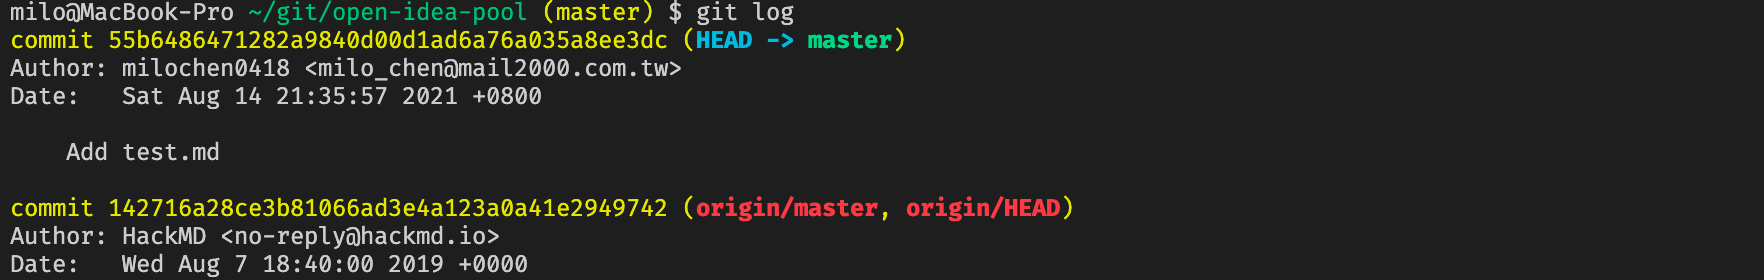 milo@MacBook-Pro ~/git/open-idea-pool (master) $ git log
commit 55b6486471282a9840d00d1ad6a76a035a8ee3dc (HEAD -> master)
Author: milochen0418 <milo_chen@mail2000.com.tw>
Date:   Sat Aug 14 21:35:57 2021 +0800
    Add test.md
commit 142716a28ce3b81066ad3e4a123a0a41e2949742 (origin/master, origin/HEAD)
Author: HackMD <no-reply@hackmd.io>
Date:   Wed Aug 7 18:40:00 2019 +0000